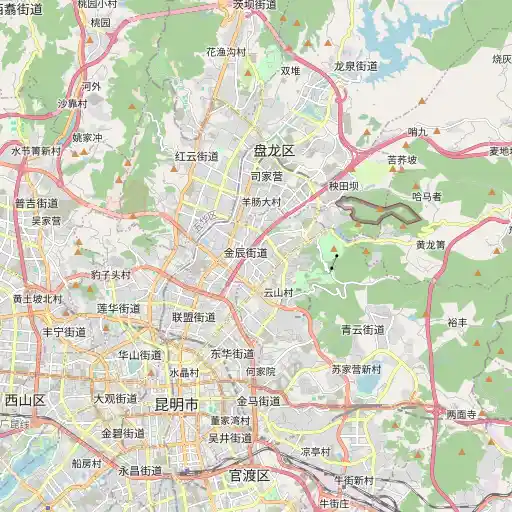 茨坝街道
桃园小村
桃园
花渔沟村
双堆
龙泉街道
河外
沙靠村
哨九
姚家冲
水节箐新村
红云街道
盘龙区
麦地
苦荞坡
司家营
秧田坝
哈马者
普吉街道
吴家营
羊肠大村
五华区
金辰街道
黄龙箐
豹子头村
黄土坡北村
云山村
莲华街道
联盟街道
裕丰
丰宁街道
青云街道
华山街道
东华街道
水晶村
何家院
苏家营新村
西山区
大观街道
昆明市
金马街道
两面寺
董家湾村
昆线
金碧街道
吴井街道
凉亭村
船房村
永昌街道
官渡区
牛街新村
牛街庄